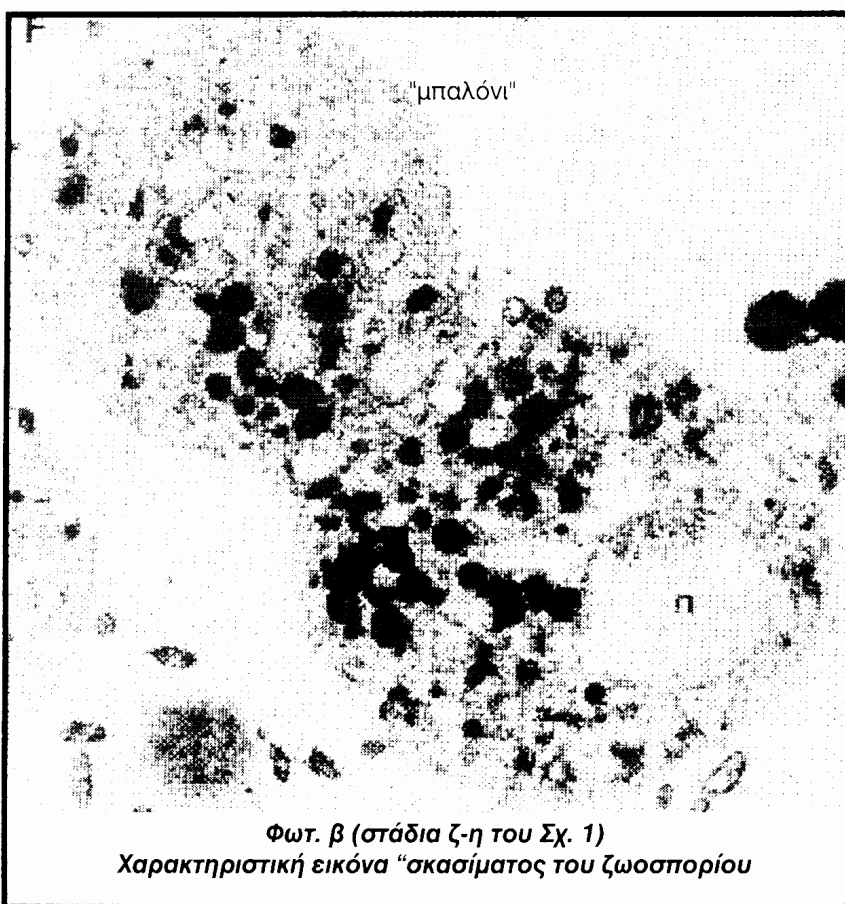 F
"μπαλόνι"
n
Φωτ. β (στάδια ζ-η του Σχ. 1)
Χαρακτηριστική εικόνα “σκασίματος του ζωοσπορίου